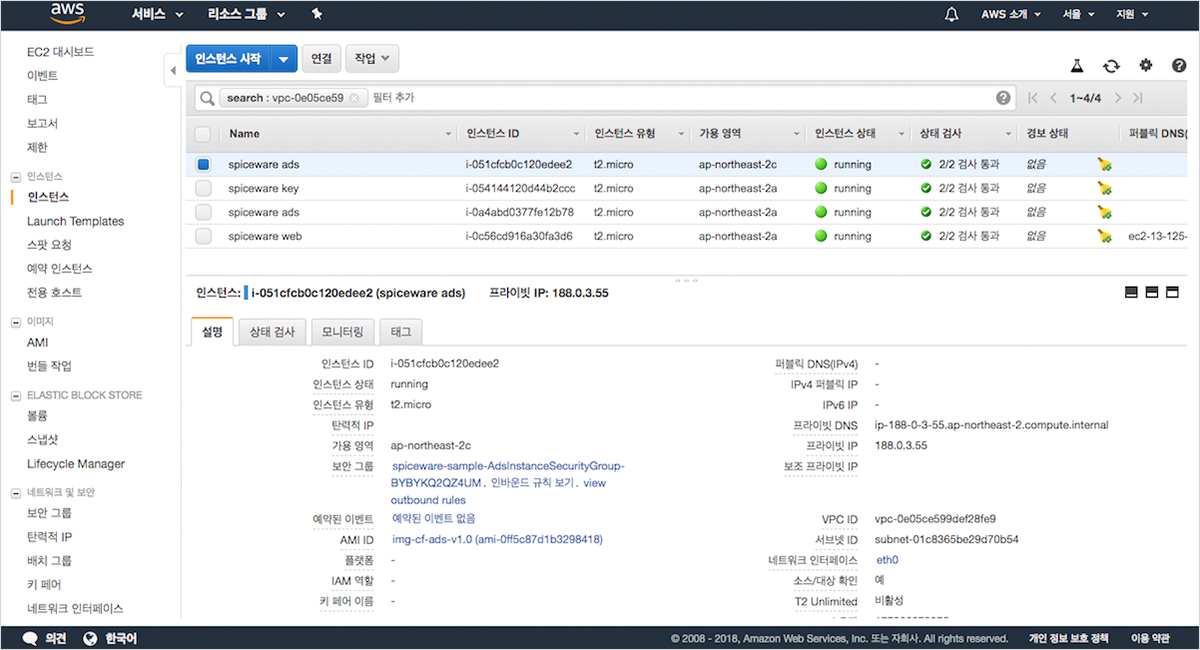 aws 서비스 리소스 그룹 AWS 소개 서울 지원
EC2 대시보드
이벤트
태그
보고서
제한
인스턴스
인스턴스
Launch Templates
스팟 요청
예약 인스턴스
전용 호스트
이미지
AMI
번들 작업
ELASTIC BLOCK STORE
볼륨
스냅샷
Lifecycle Manager
네트워크 및 보안
보안 그룹
탄력적 IP
배치 그룹
키 페어
네트워크 인터페이스
인스턴스 시작 연결 작업
search : vpc-0e05ce59 필터 추가 1~4/4
Name 인스턴스 ID 인스턴스 유형 가용 영역 인스턴스 상태 상태 검사 경보 상태 퍼블릭 DNS(
spiceware ads i-051cfcb0c120edee2 t2.micro ap-northeast-2c running 2/2 검사 통과 없음
spiceware key i-054144120d44b2ccc t2.micro ap-northeast-2a running 2/2 검사 통과 없음
spiceware ads i-0a4abd0377fe12b78 t2.micro ap-northeast-2a running 2/2 검사 통과 없음
spiceware web i-0c56cd916a30fa3d6 t2.micro ap-northeast-2a running 2/2 검사 통과 없음 ec2-13-125-
인스턴스: i-051cfcb0c120edee2 (spiceware ads) 프라이빗 IP: 188.0.3.55
설명 상태 검사 모니터링 태그
인스턴스 ID i-051cfcb0c120edee2 퍼블릭 DNS(IPv4) -
인스턴스 상태 running IPv4 퍼블릭 IP -
인스턴스 유형 t2.micro IPv6 IP -
탄력적 IP 프라이빗 DNS ip-188-0-3-55.ap-northeast-2.compute.internal
가용 영역 ap-northeast-2c 프라이빗 IP 188.0.3.55
보안 그룹 spiceware-sample-AdsInstanceSecurityGroup- 보조 프라이빗 IP
BYBYKQ2QZ4UM. 인바운드 규칙 보기. view
outbound rules
예약된 이벤트 예약된 이벤트 없음 VPC ID vpc-0e05ce599def28fe9
AMI ID img-cf-ads-v1.0 (ami-0ff5c87d1b3298418) 서브넷 ID subnet-01c8365be29d70b54
플랫폼 - 네트워크 인터페이스 eth0
IAM 역할 - 소스/대상 확인 예
키 페어 이름 - T2 Unlimited 비활성
의견 한국어 © 2008 - 2018, Amazon Web Services, Inc. 또는 자회사. All rights reserved. 개인 정보 보호 정책 이용 약관